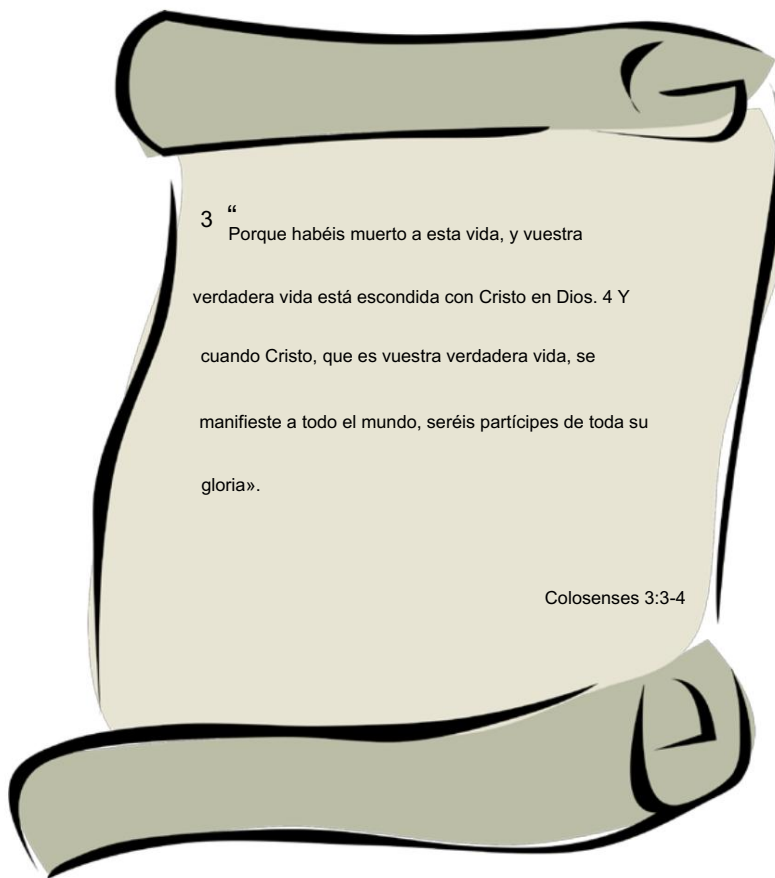 3 “
Porque habéis muerto a esta vida, y vuestra
verdadera vida está escondida con Cristo en Dios. 4 Y
cuando Cristo, que es vuestra verdadera vida, se
manifieste a todo el mundo, seréis partícipes de toda su
gloria».
Colosenses 3:3-4